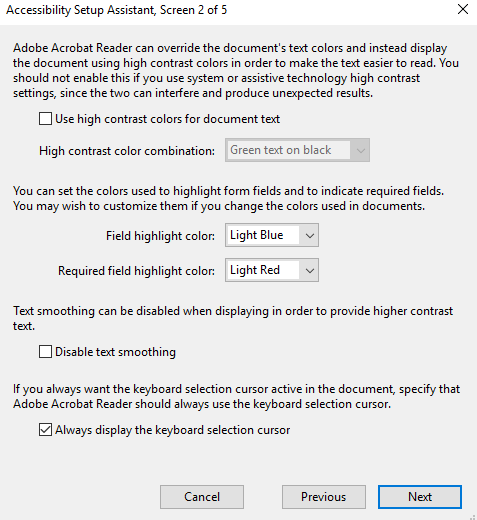 Accessibility Setup Assistant, Screen 2 of 5
Adobe Acrobat Reader can override the document's text colors and instead display
the document using high contrast colors in order to make the text easier to read. You
should not enable this if you use system or assistive technology high contrast
settings, since the two can interfere and produce unexpected results.
Use high contrast colors for document text
High contrast color combination: Green text on black
You can set the colors used to highlight form fields and to indicate required fields.
You may wish to customize them if you change the colors used in documents.
Field highlight color: Light Blue
Required field highlight color: Light Red
Text smoothing can be disabled when displaying in order to provide higher contrast
text.
Disable text smoothing
If you always want the keyboard selection cursor active in the document, specify that
Adobe Acrobat Reader should always use the keyboard selection cursor.
Always display the keyboard selection cursor
Cancel Previous Next